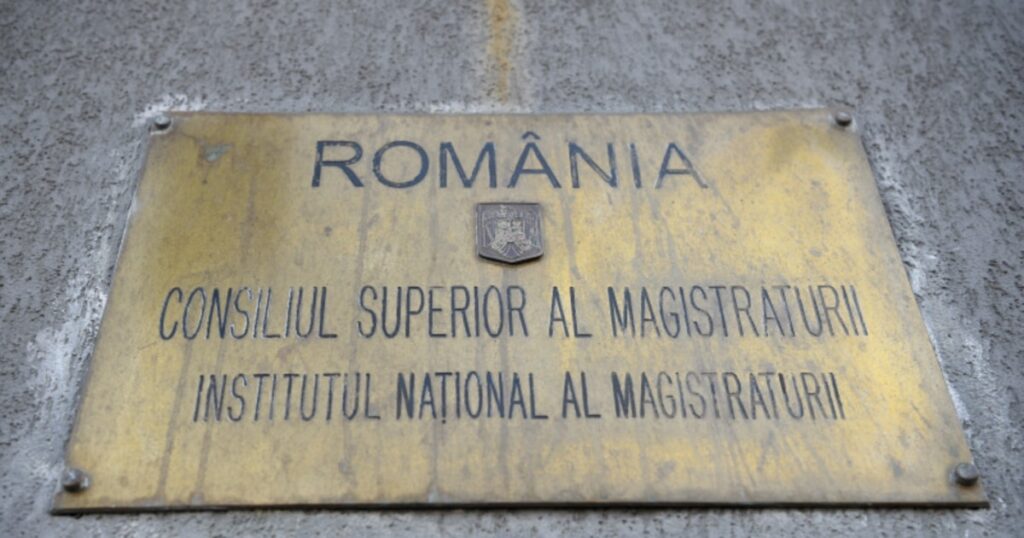 ROMÂNIA
CONSILIUL SUPERIOR AL MAGISTRATURII
INSTITUTUL NAȚIONAL AL MAGISTRATURII